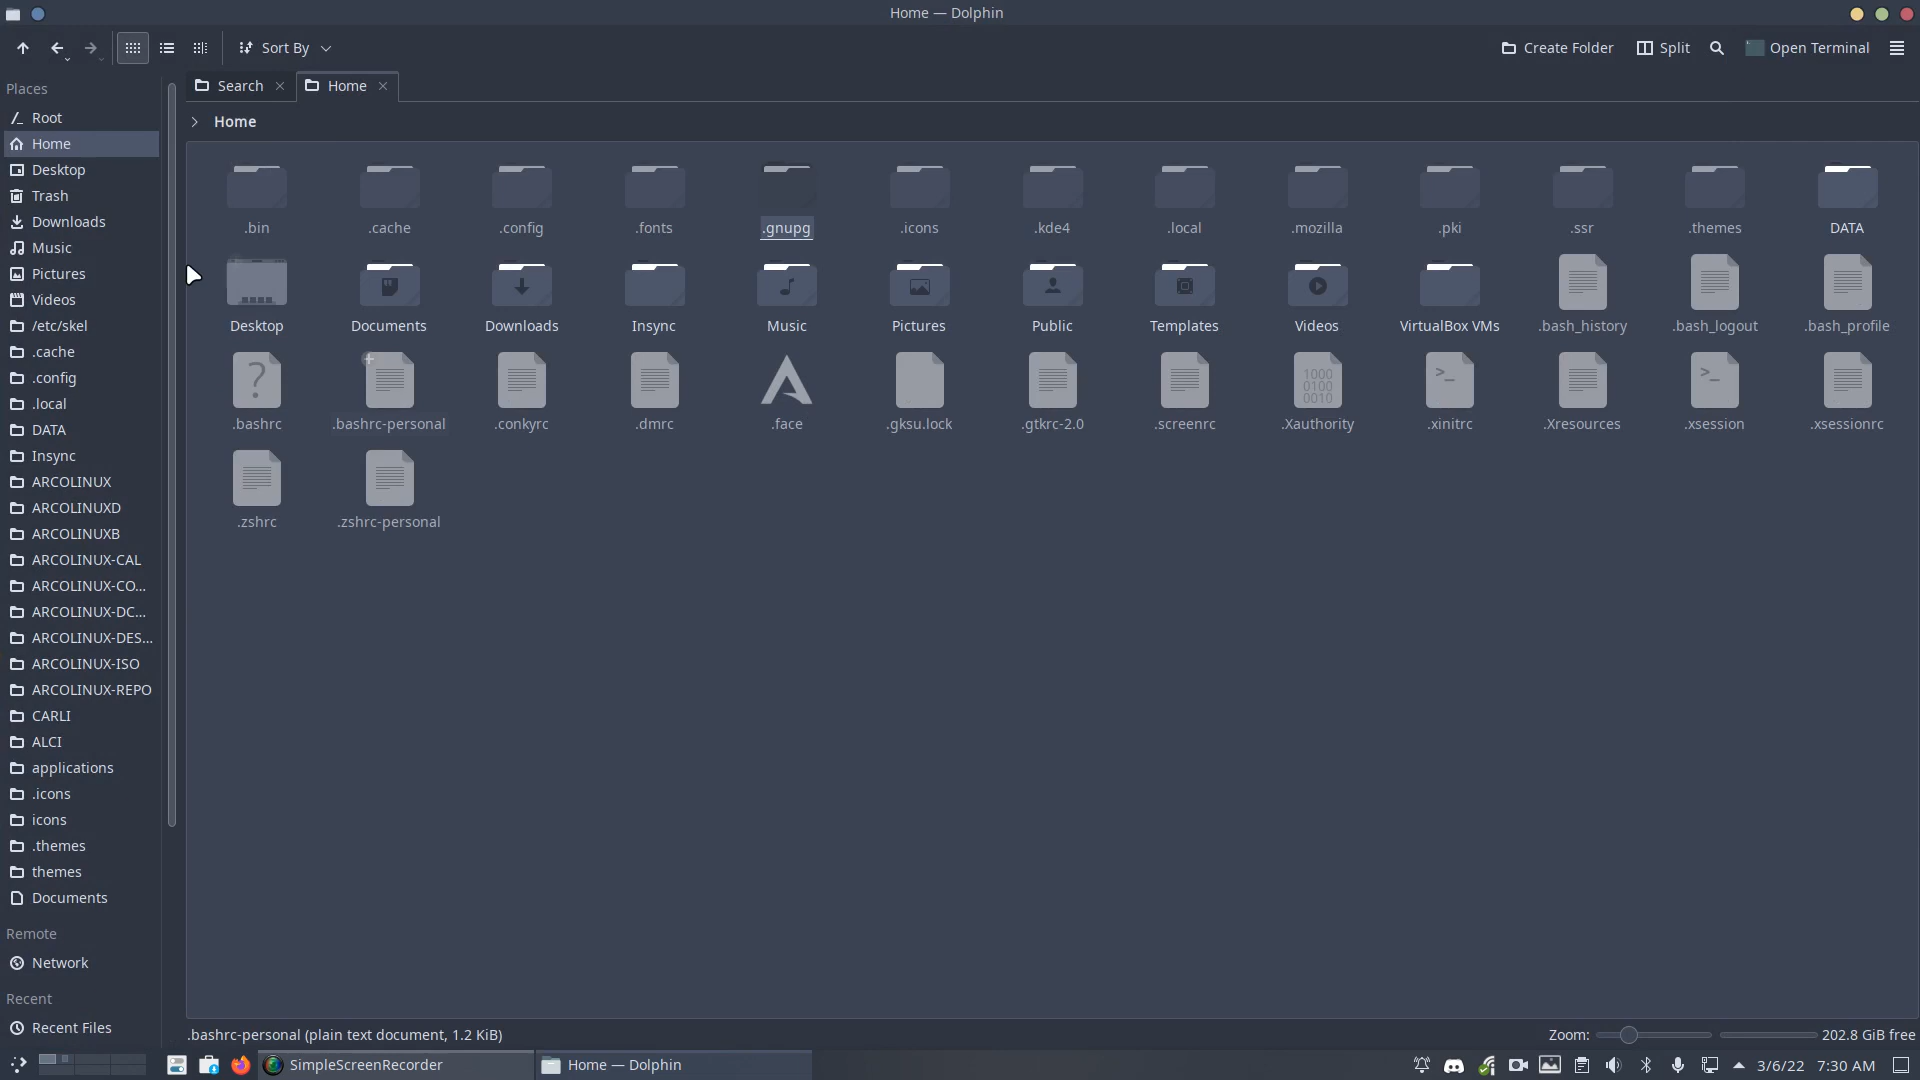 Home — Dolphin
Sort By
Create Folder
Split
Open Terminal
Places
Search
Home
Home
Root
Home
Desktop
Trash
Downloads
Music
Pictures
Videos
/etc/skel
.cache
.config
.local
DATA
Insync
ARCOLINUX
ARCOLINUXD
ARCOLINUXB
ARCOLINUX-CAL
ARCOLINUX-CO...
ARCOLINUX-DC...
ARCOLINUX-DES...
ARCOLINUX-ISO
ARCOLINUX-REPO
CARLI
ALCI
applications
.icons
icons
.themes
themes
Documents
Remote
Network
Recent
Recent Files
.bin .cache .config .fonts .gnupg .icons .kde4 .local .mozilla .pki .ssr .themes DATA
Desktop Documents Downloads Insync Music Pictures Public Templates Videos VirtualBox VMs .bash_history .bash_logout .bash_profile
1000
0100
0010
.bashrc .bashrc-personal .conkyrc .dmrc .face .gksu.lock .gtkrc-2.0 .screenrc .Xauthority .xinitrc .Xresources .xsession .xsessionrc
.zshrc .zshrc-personal
.bashrc-personal (plain text document, 1.2 KiB)
Zoom:
202.8 GiB free
SimpleScreenRecorder
Home — Dolphin
3/6/22 7:30 AM